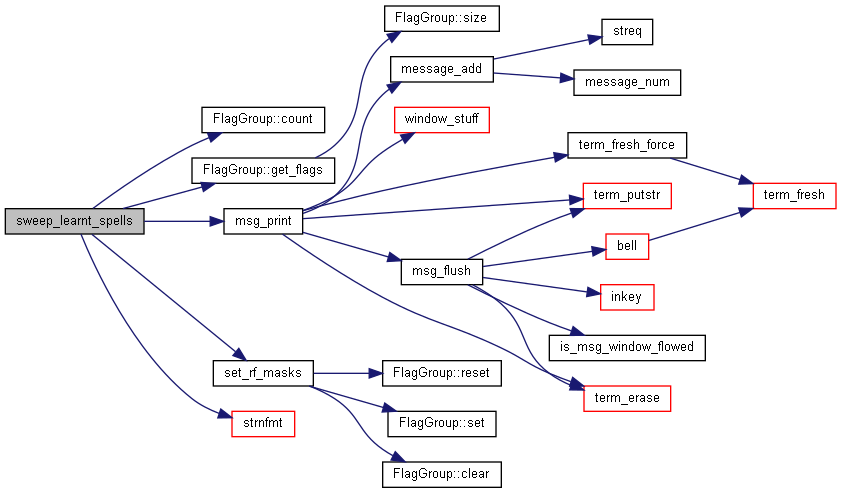 FlagGroup::size
streq
message_add
message_num
FlagGroup::count
window_stuff
term_fresh_force
FlagGroup::get_flags
term_putstr
term_fresh
sweep_learnt_spells
msg_print
bell
msg_flush
inkey
is_msg_window_flowed
set_rf_masks
FlagGroup::reset
term_erase
strnfmt
FlagGroup::set
FlagGroup::clear